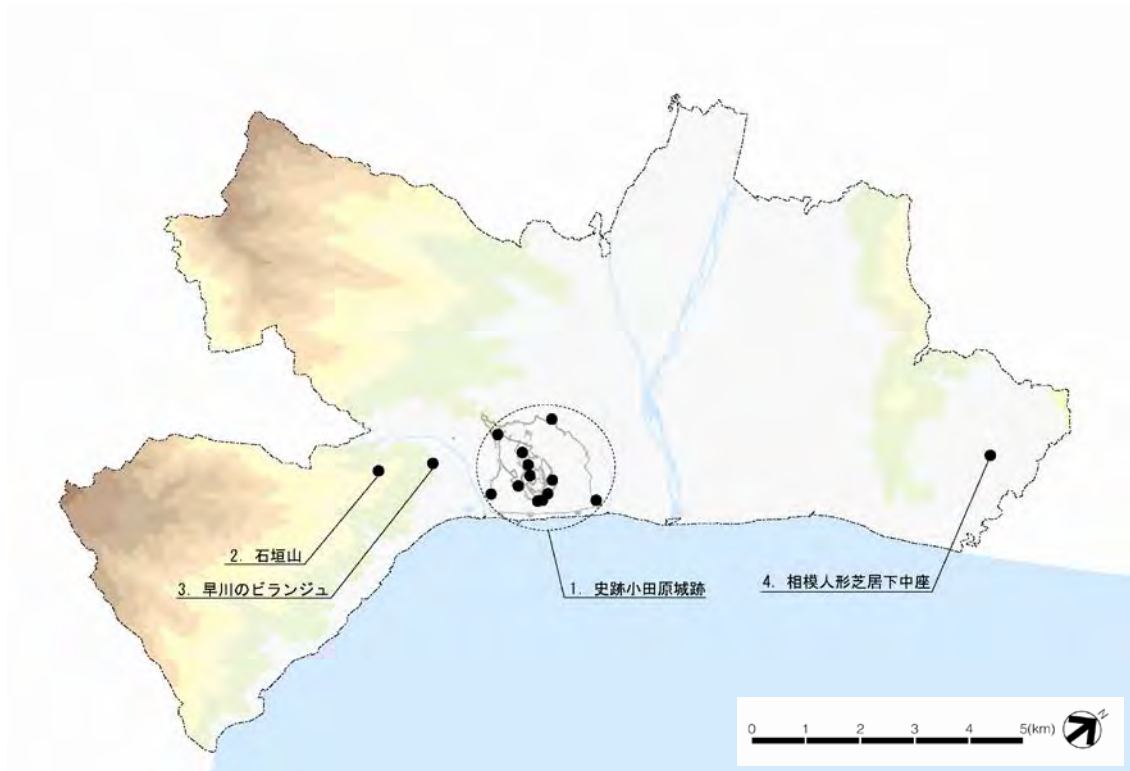 2. 石垣山
3. 早川のビランジュ
1. 史跡小田原城跡
4. 相模人形芝居下中座
0 1 2 3 4 5(km)
N